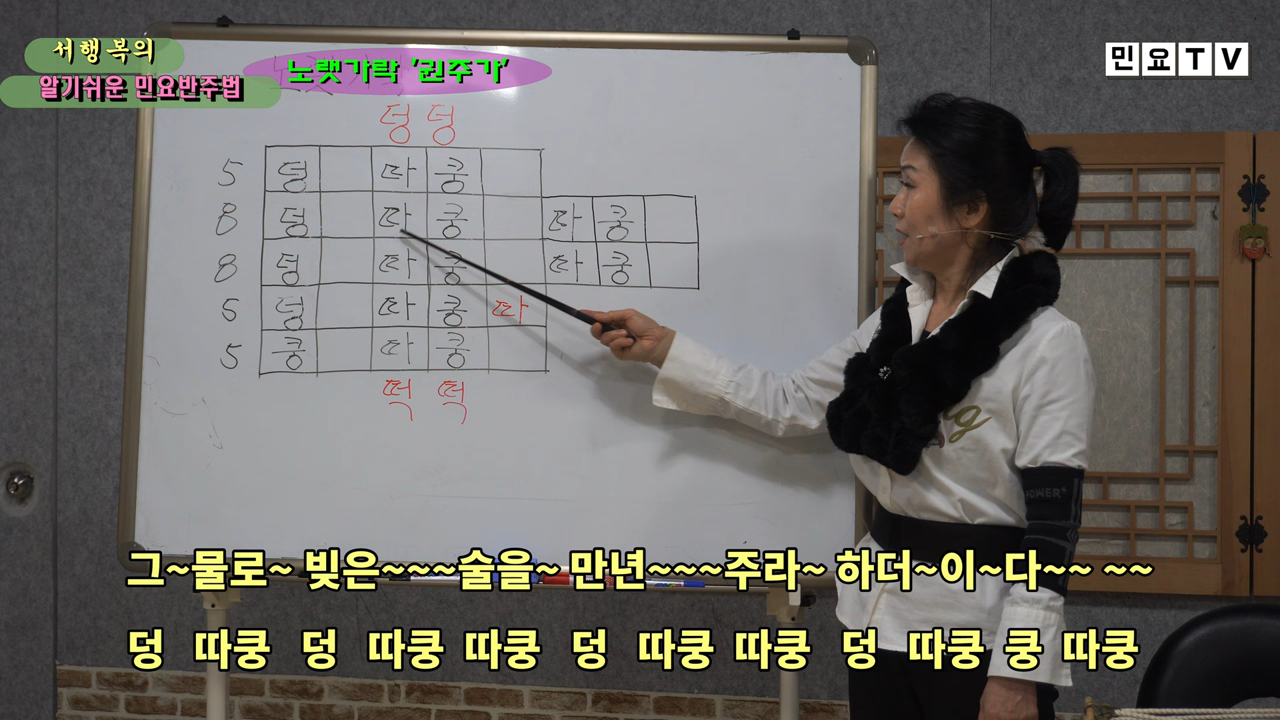 서행복의
알기쉬운 민요반주법
노랫가락 '권주가'
민요TV
덩 덩
5 덩 따 쿵
8 덩 따 쿵 따 쿵
8 덩 따 쿵 따 쿵
5 덩 따 쿵 따
5 쿵 따 쿵
떡 떡
POWER+
그~물로~ 빚은~~~술을~ 만년~~~주라~ 하더~이~다~~ ~~
덩 따쿵 덩 따쿵 따쿵 덩 따쿵 따쿵 덩 따쿵 쿵 따쿵